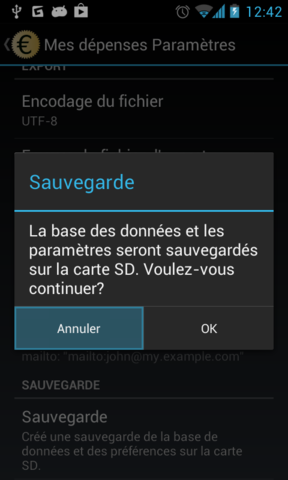 12:42
Mes dépenses Paramètres
EXPORT
Encodage du fichier
UTF-8
Sauvegarde
La base des données et les
paramètres seront sauvegardés
sur la carte SD. Voulez-vous
continuer?
Annuler
OK
mailto: "mailto:john@my.example.com"
SAUVEGARDE
Sauvegarde
Créé une sauvegarde de la base de
données et des préférences sur la carte
SD.